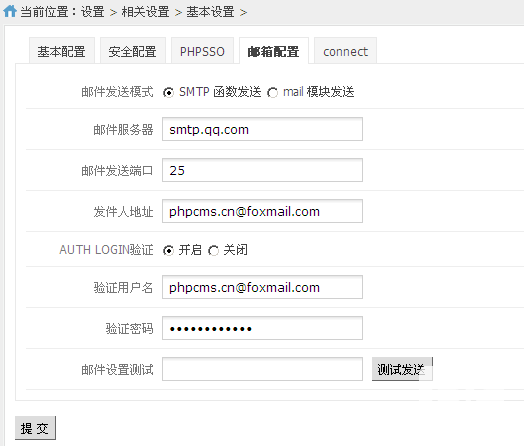 当前位置：设置 > 相关设置 > 基本设置 >
基本配置 安全配置 PHPSSO 邮箱配置 connect
邮件发送模式 SMTP 函数发送 mail 模块发送
邮件服务器 smtp.qq.com
邮件发送端口 25
发件人地址 phpcms.cn@foxmail.com
AUTH LOGIN验证 开启 关闭
验证用户名 phpcms.cn@foxmail.com
验证密码 ••••••••••••
邮件设置测试 测试发送
提 交